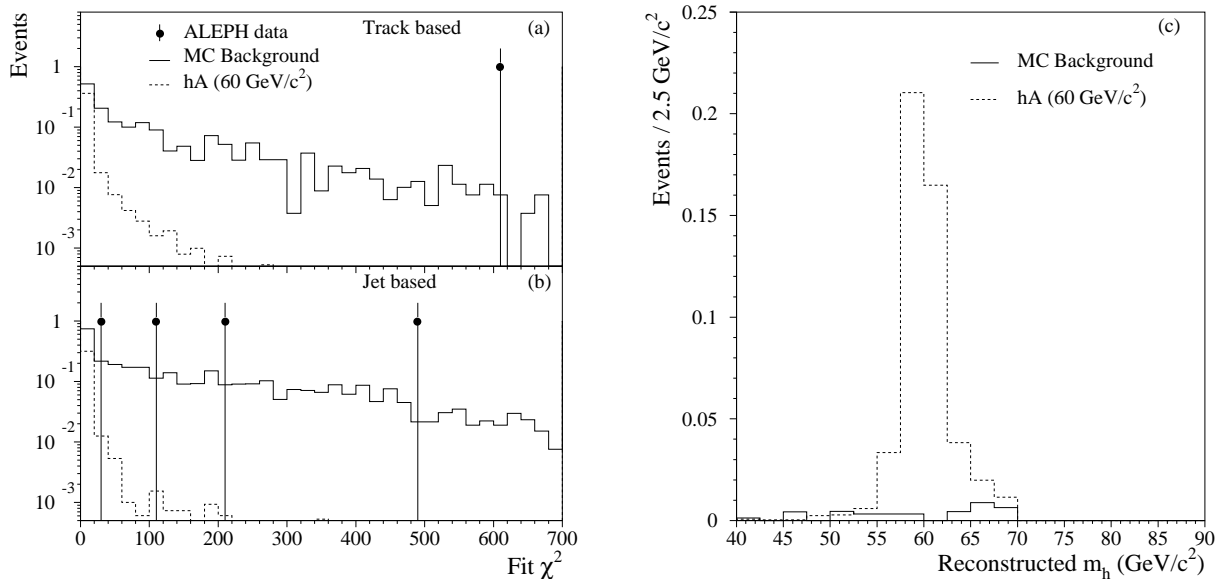 Events
ALEPH data
MC Background
hA (60 GeV/c²)
Track based
(a)
1
10⁻¹
10⁻²
10⁻³
Jet based
(b)
1
10⁻¹
10⁻²
10⁻³
0 100 200 300 400 500 600 700
Fit χ²
Events / 2.5 GeV/c²
(c)
MC Background
hA (60 GeV/c²)
0.25
0.2
0.15
0.1
0.05
0
40 45 50 55 60 65 70 75 80 85 90
Reconstructed mₕ (GeV/c²)